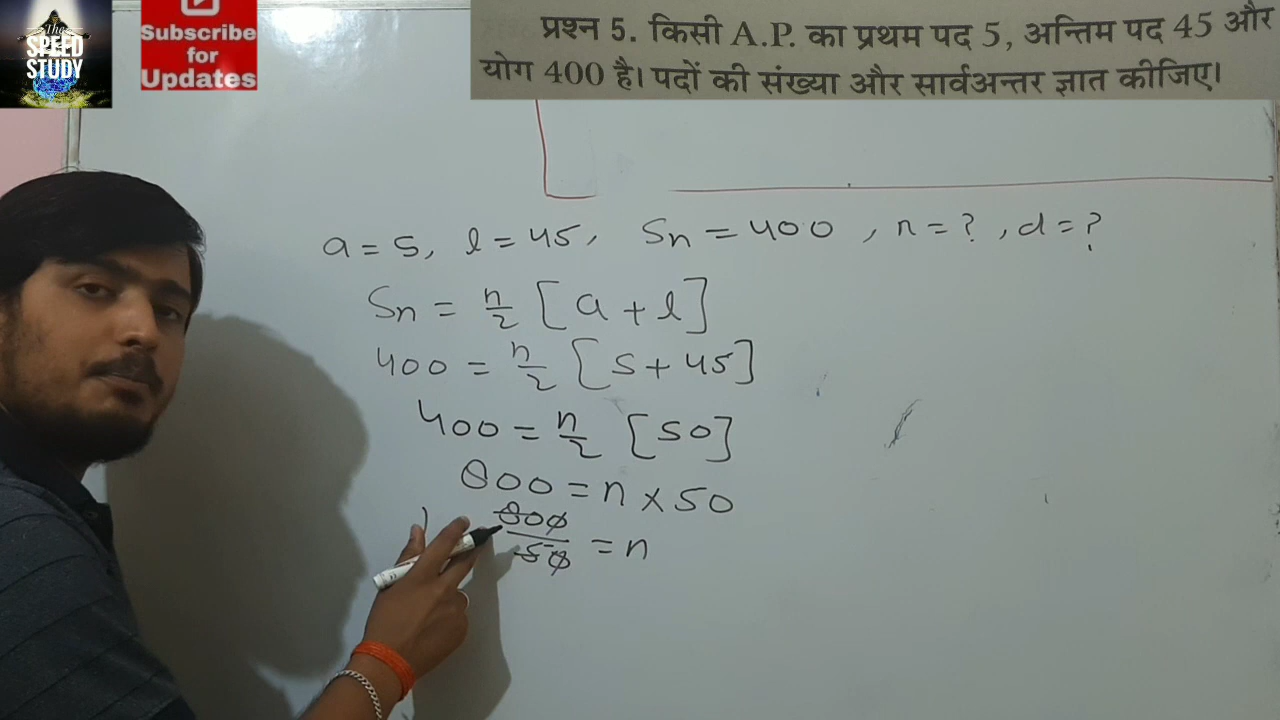 The
SPEED
STUDY
Subscribe
for
Updates
प्रश्न 5. किसी A.P. का प्रथम पद 5, अन्तिम पद 45 और
योग 400 है। पदों की संख्या और सार्वअन्तर ज्ञात कीजिए।
a = 5, l = 45, Sn = 400, n = ?, d = ?
Sn = n/2 [a + l]
400 = n/2 [5 + 45]
400 = n/2 [50]
800 = n × 50
800/50 = n